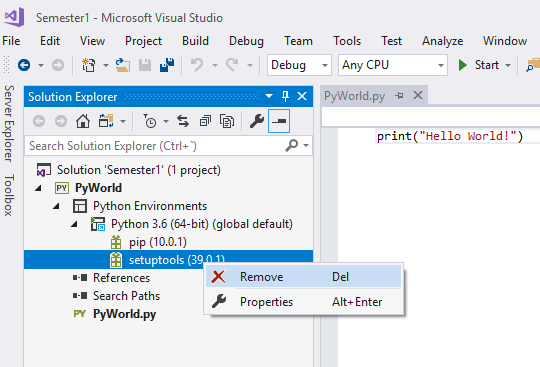 Semester1 - Microsoft Visual Studio
File Edit View Project Build Debug Team Tools Test Analyze Window
Debug Any CPU Start
Server Explorer
Toolbox
Solution Explorer
Search Solution Explorer (Ctrl+`)
Solution 'Semester1' (1 project)
PY PyWorld
Python Environments
Python 3.6 (64-bit) (global default)
pip (10.0.1)
setuptools (39.0.1)
References
Search Paths
PY PyWorld.py
Remove Del
Properties Alt+Enter
PyWorld.py
print("Hello World!")